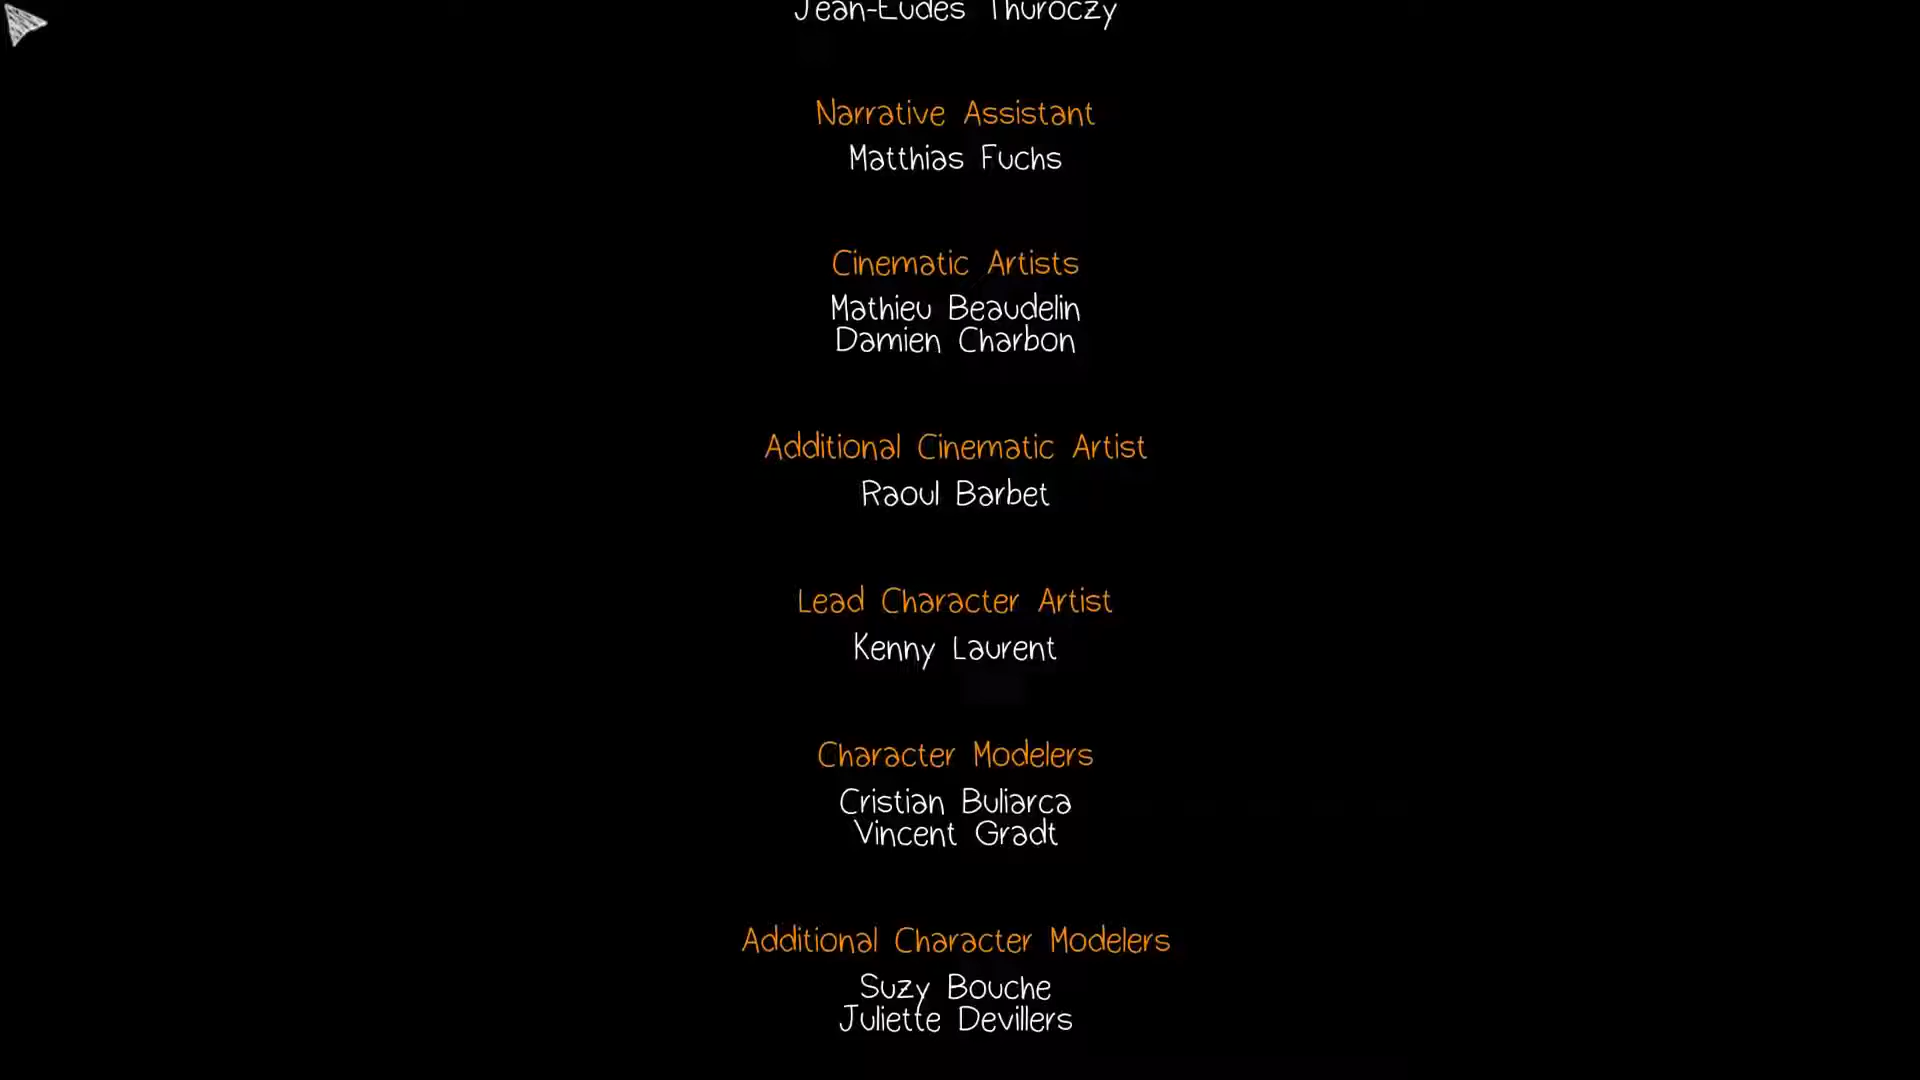 Jean-Eudes Thuroczy
Narrative Assistant
Matthias Fuchs
Cinematic Artists
Mathieu Beaudelin
Damien Charbon
Additional Cinematic Artist
Raoul Barbet
Lead Character Artist
Kenny Laurent
Character Modelers
Cristian Buliarca
Vincent Gradt
Additional Character Modelers
Suzy Bouche
Juliette Devillers